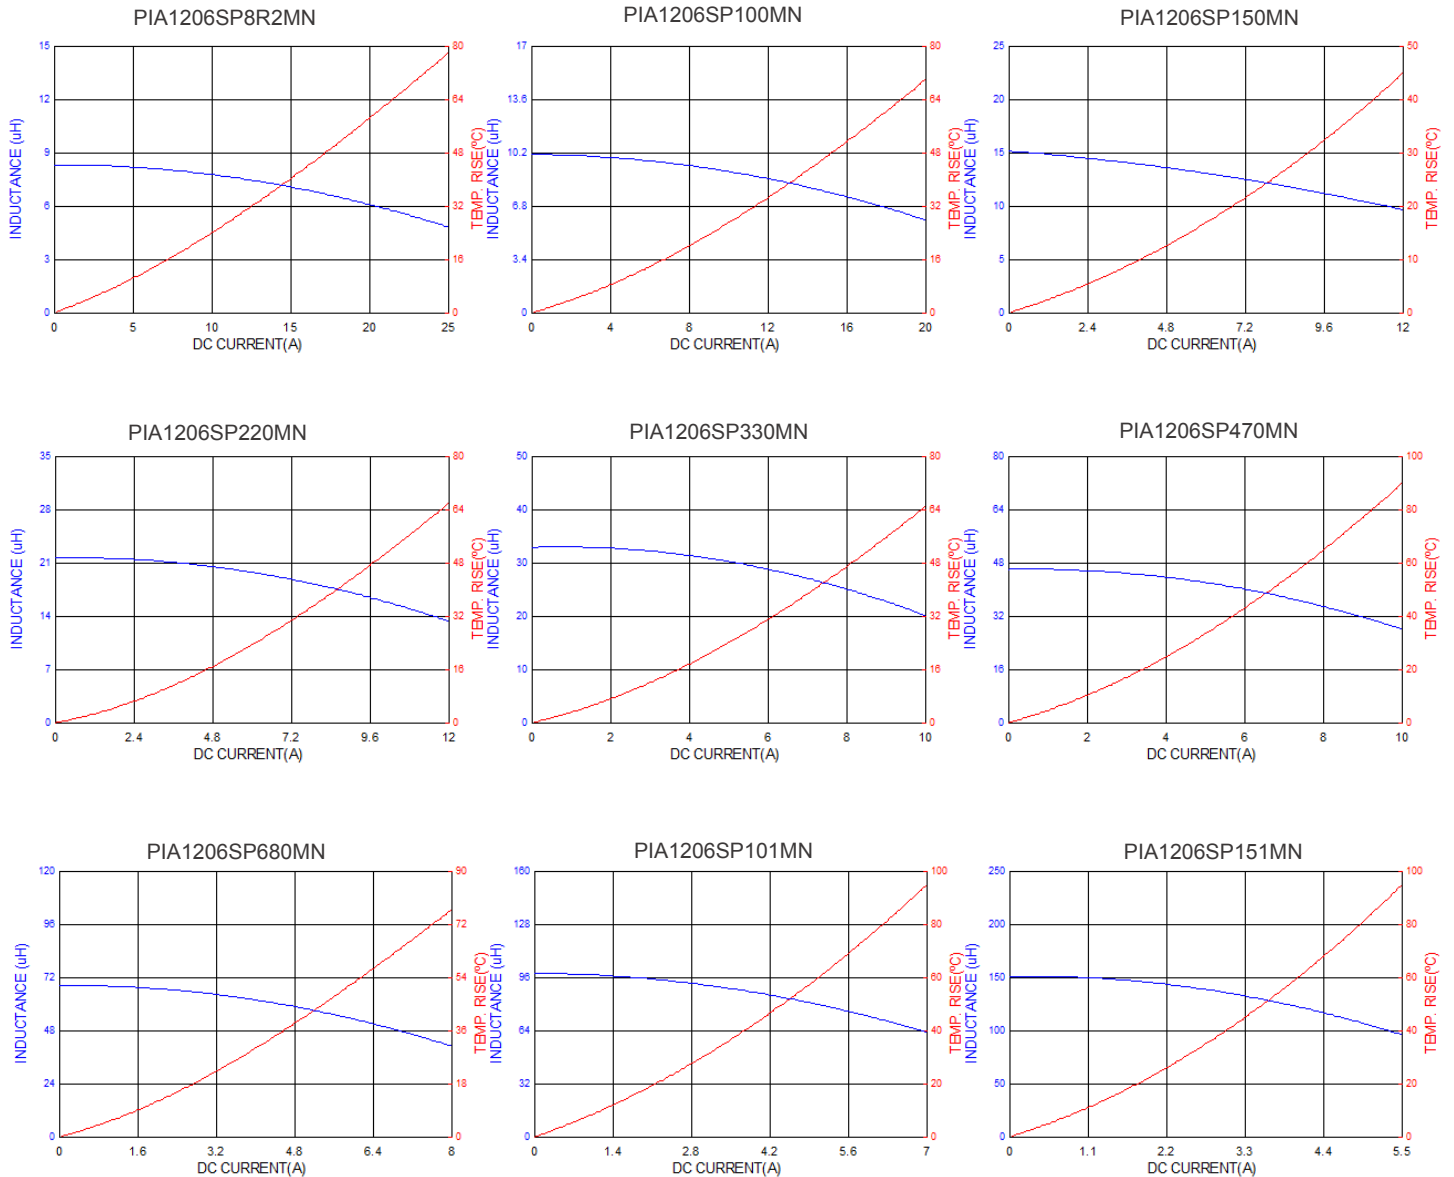 PIA1206SP8R2MN
15
12
9
6
3
0
INDUCTANCE (uH)
80
64
48
32
16
0
TEMP. RISE(ºC)
0 5 10 15 20 25
DC CURRENT(A)
PIA1206SP100MN
17
13.6
10.2
6.8
3.4
0
INDUCTANCE (uH)
80
64
48
32
16
0
TEMP. RISE(ºC)
0 4 8 12 16 20
DC CURRENT(A)
PIA1206SP150MN
25
20
15
10
5
0
INDUCTANCE (uH)
50
40
30
20
10
0
TEMP. RISE(ºC)
0 2.4 4.8 7.2 9.6 12
DC CURRENT(A)
PIA1206SP220MN
35
28
21
14
7
0
INDUCTANCE (uH)
80
64
48
32
16
0
TEMP. RISE(ºC)
0 2.4 4.8 7.2 9.6 12
DC CURRENT(A)
PIA1206SP330MN
50
40
30
20
10
0
INDUCTANCE (uH)
80
64
48
32
16
0
TEMP. RISE(ºC)
0 2 4 6 8 10
DC CURRENT(A)
PIA1206SP470MN
80
64
48
32
16
0
INDUCTANCE (uH)
100
80
60
40
20
0
TEMP. RISE(ºC)
0 2 4 6 8 10
DC CURRENT(A)
PIA1206SP680MN
120
96
72
48
24
0
INDUCTANCE (uH)
90
72
54
36
18
0
TEMP. RISE(ºC)
0 1.6 3.2 4.8 6.4 8
DC CURRENT(A)
PIA1206SP101MN
160
128
96
64
32
0
INDUCTANCE (uH)
100
80
60
40
20
0
TEMP. RISE(ºC)
0 1.4 2.8 4.2 5.6 7
DC CURRENT(A)
PIA1206SP151MN
250
200
150
100
50
0
INDUCTANCE (uH)
100
80
60
40
20
0
TEMP. RISE(ºC)
0 1.1 2.2 3.3 4.4 5.5
DC CURRENT(A)